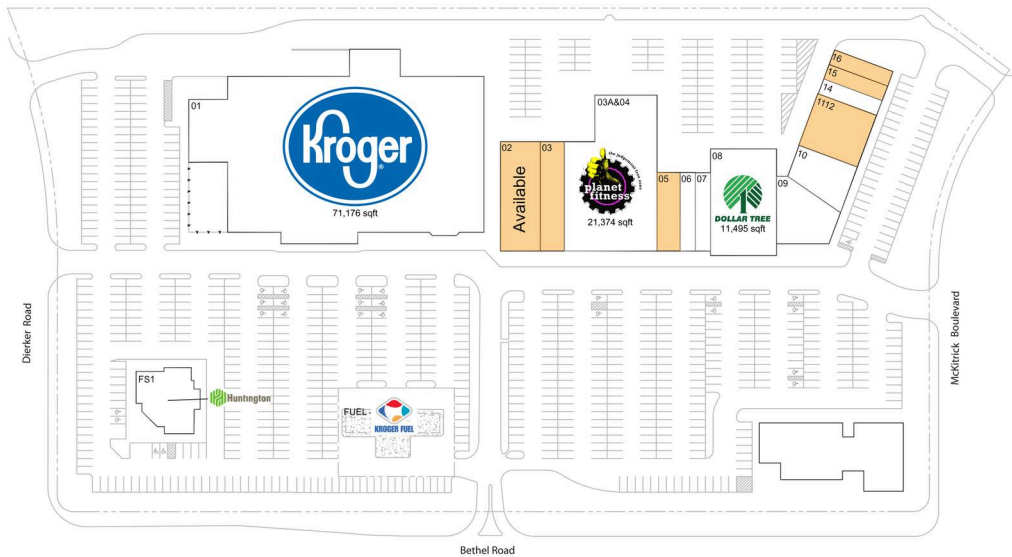 16
15
14
1112
10
01
03A&04
Kroger
®
71,176 sqft
02
Available
03
the judgement free zone
planet
fitness
21,374 sqft
05
06
07
08
DOLLAR TREE
11,495 sqft
09
Dierker Road
McKitrick Boulevard
FS1
Huntington
FUEL
KROGER FUEL
Bethel Road